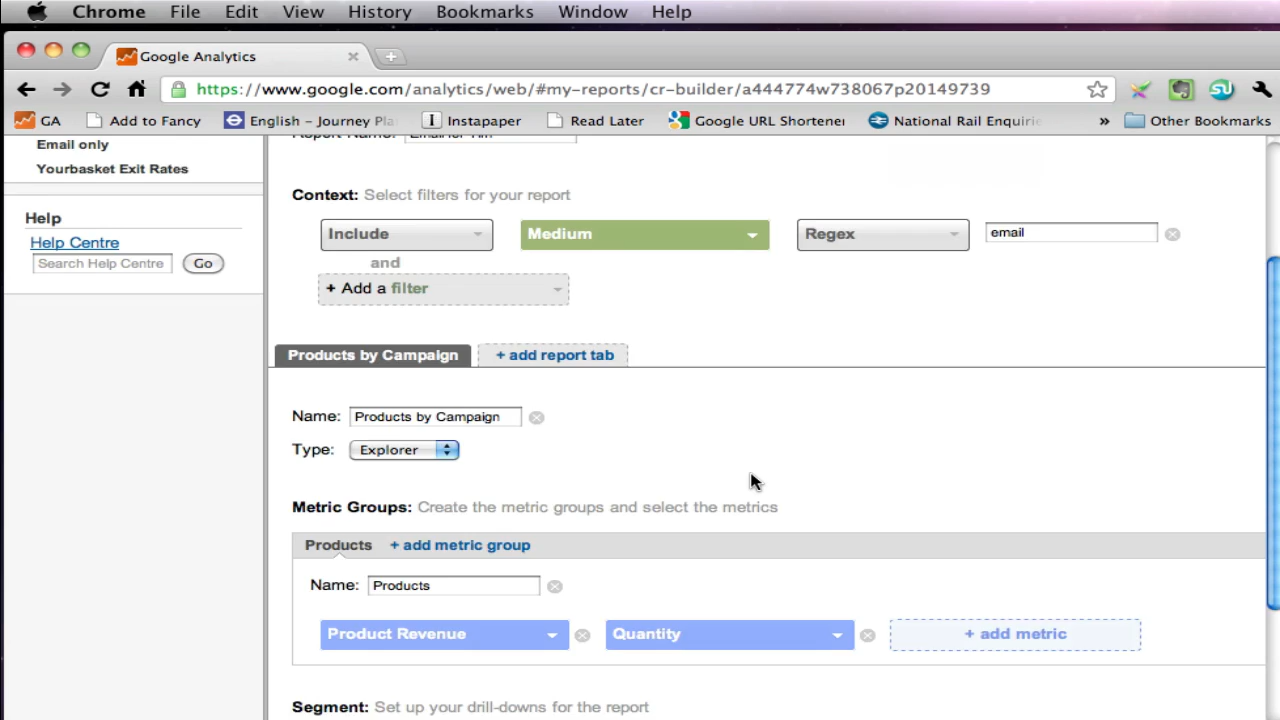 Chrome File Edit View History Bookmarks Window Help
Google Analytics
https://www.google.com/analytics/web/#my-reports/cr-builder/a444774w738067p20149739
GA Add to Fancy English – Journey Pla Instapaper Read Later Google URL Shortener National Rail Enquirie » Other Bookmarks
Email only
Yourbasket Exit Rates
Help
Help Centre
Search Help Centre Go
Report Name:
Context: Select filters for your report
Include Medium Regex email
and
+ Add a filter
Products by Campaign + add report tab
Name: Products by Campaign
Type: Explorer
Metric Groups: Create the metric groups and select the metrics
Products + add metric group
Name: Products
Product Revenue Quantity + add metric
Segment: Set up your drill-downs for the report